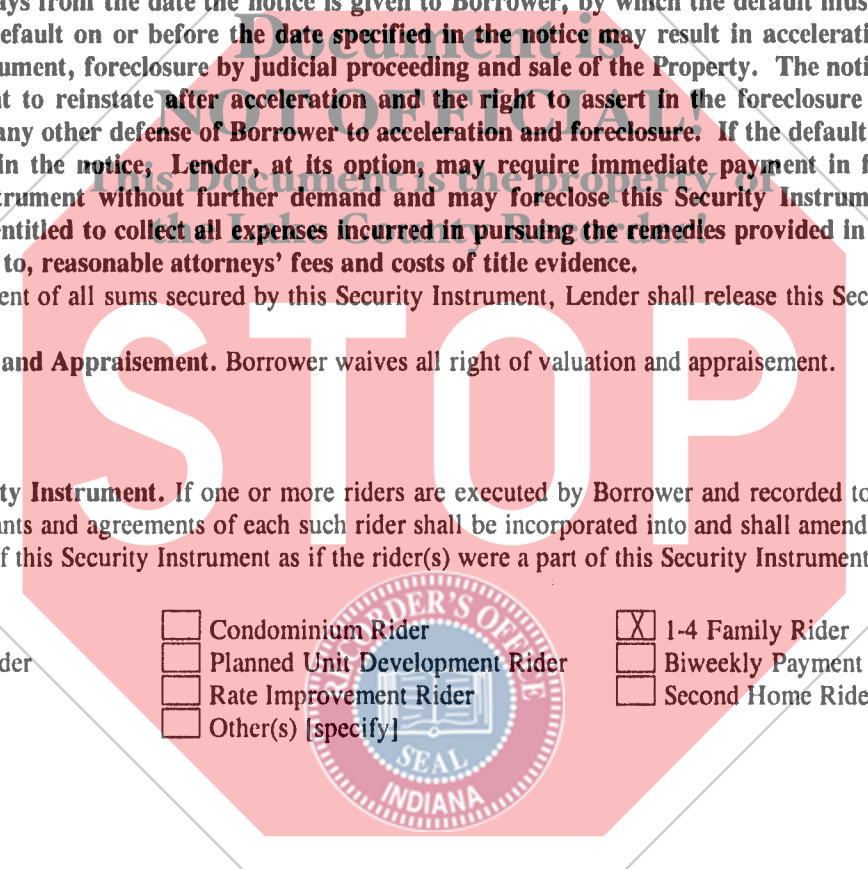 ays from the date the notice is given to Borrower, by which the default mus
efault on or before the date specified in the notice may result in accelerati
ument, foreclosure by judicial proceeding and sale of the Property. The noti
nt to reinstate after acceleration and the right to assert in the foreclosure
any other defense of Borrower to acceleration and foreclosure. If the default
in the notice, Lender, at its option, may require immediate payment in f
trument without further demand and may foreclose this Security Instrum
ntitled to collect all expenses incurred in pursuing the remedies provided in
to, reasonable attorneys' fees and costs of title evidence.
ent of all sums secured by this Security Instrument, Lender shall release this Sec
and Appraisement. Borrower waives all right of valuation and appraisement.
ty Instrument. If one or more riders are executed by Borrower and recorded to
ants and agreements of each such rider shall be incorporated into and shall amend
f this Security Instrument as if the rider(s) were a part of this Security Instrument
Condominium Rider X 1-4 Family Rider
der Planned Unit Development Rider Biweekly Payment
Rate Improvement Rider Second Home Ride
Other(s) [specify]
Document is
NOT OFFICIAL!
This Document is the property of
the Lake County Recorder!
STOP
RECORDER'S OFFICE
SEAL
INDIANA